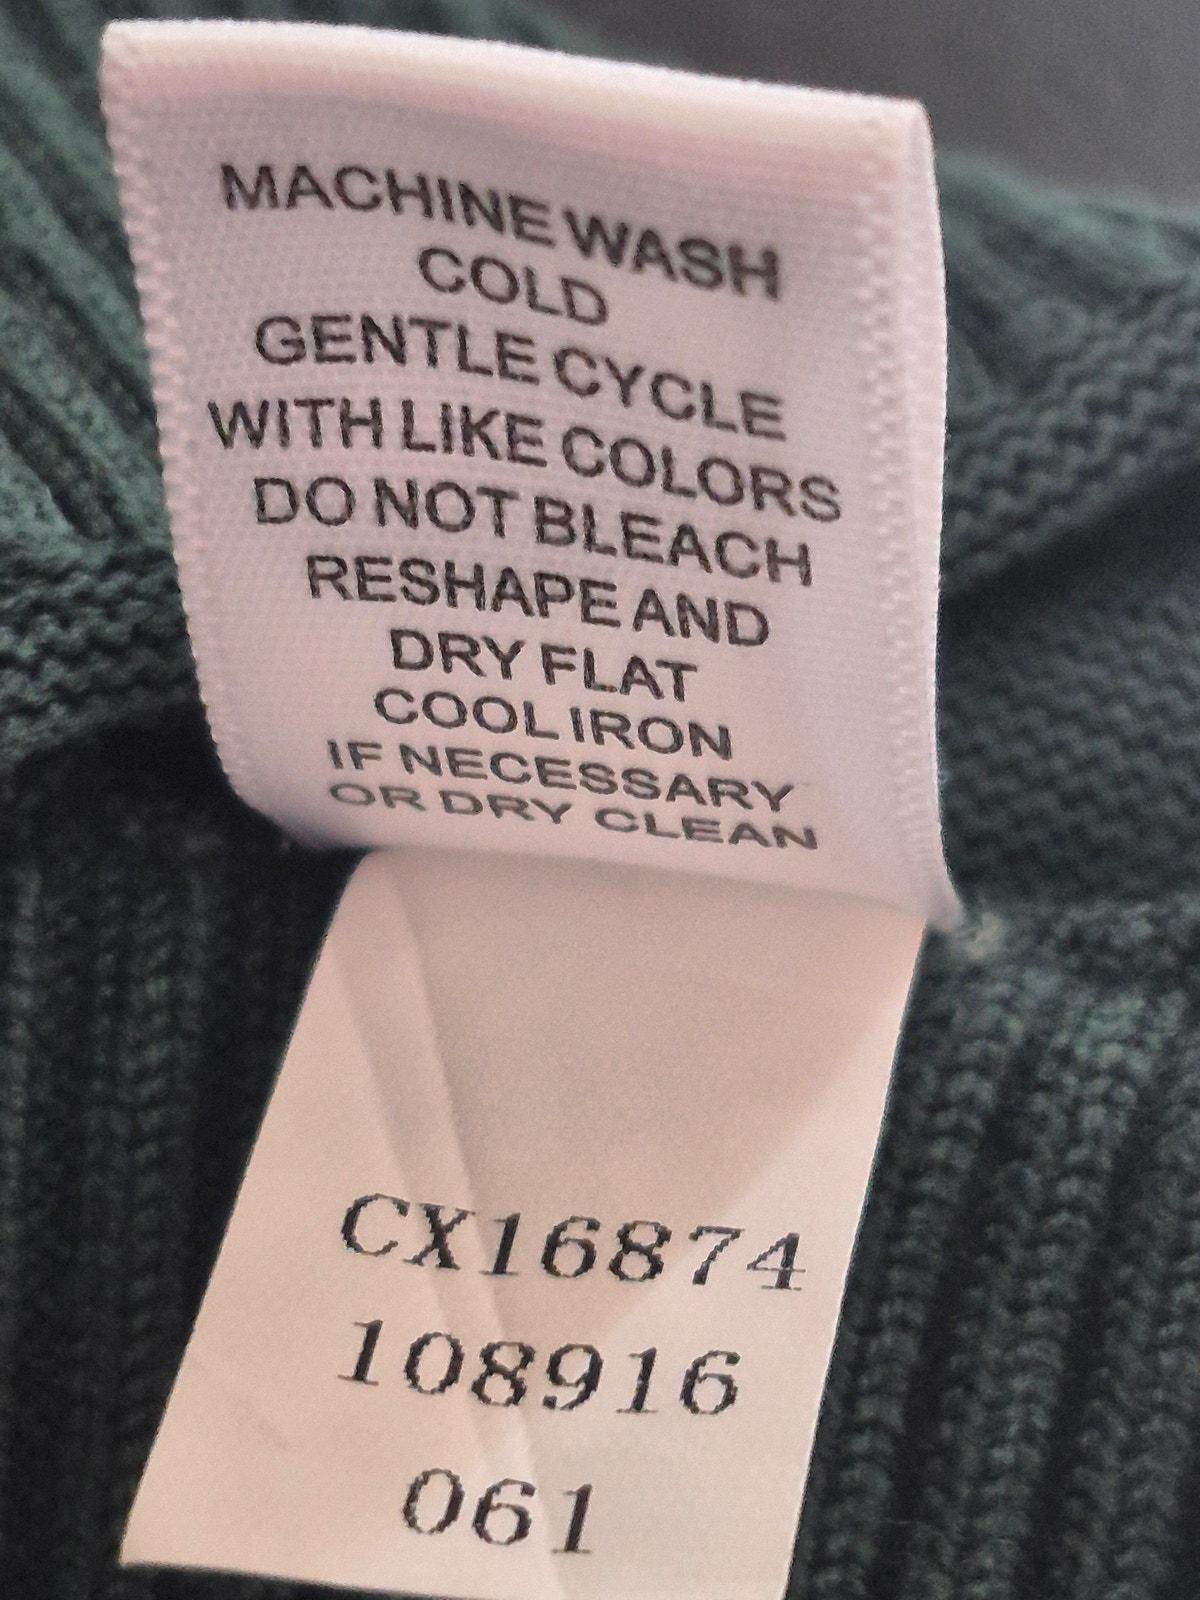 MACHINE WASH
COLD
GENTLE CYCLE
WITH LIKE COLORS
DO NOT BLEACH
RESHAPE AND
DRY FLAT
COOL IRON
IF NECESSARY
OR DRY CLEAN
CX16874
108916
061